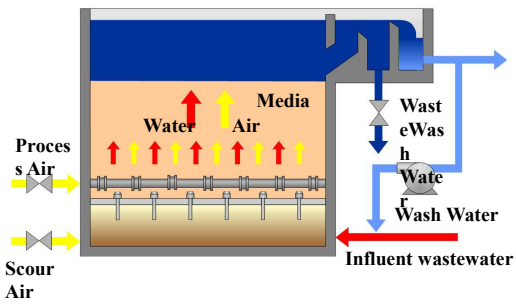 Media
Water
Air
Wast
eWas
h
Wate
r
Proces
s Air
Wash Water
Influent wastewater
Scour
Air